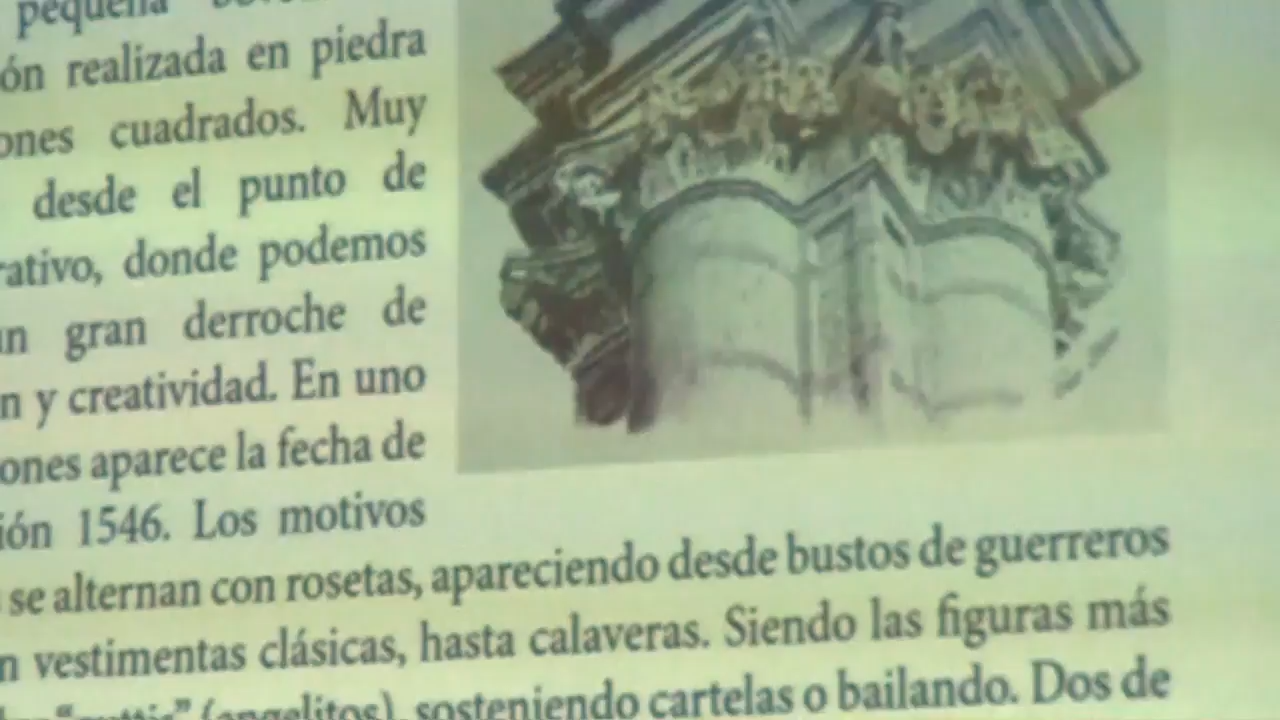 pequeña
ón realizada en piedra
ones cuadrados. Muy
desde el punto de
rativo, donde podemos
un gran derroche de
n y creatividad. En uno
ones aparece la fecha de
ión 1546. Los motivos
se alternan con rosetas, apareciendo desde bustos de guerreros
n vestimentas clásicas, hasta calaveras. Siendo las figuras más
(angelitos), sosteniendo cartelas o bailando. Dos de